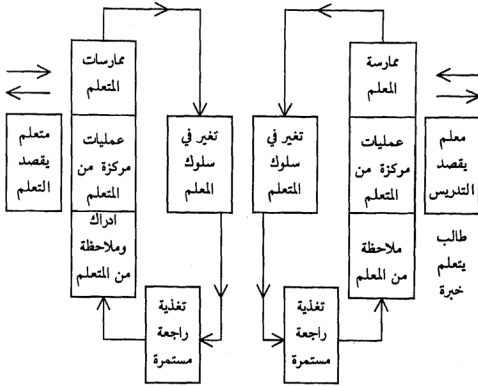 ممارسة
المعلم
عمليات
مركزة من
المتعلم
ملاحظة
من المعلم
معلم
يقصد
التدريس
طالب
يتعلم
خبرة
تغير في
سلوك
المتعلم
تغذية
راجعة
مستمرة
ممارسات
المتعلم
عمليات
مركزة من
المتعلم
ادراك
وملاحظة
من المتعلم
متعلم
يقصد
التعلم
تغير في
سلوك
المعلم
تغذية
راجعة
مستمرة